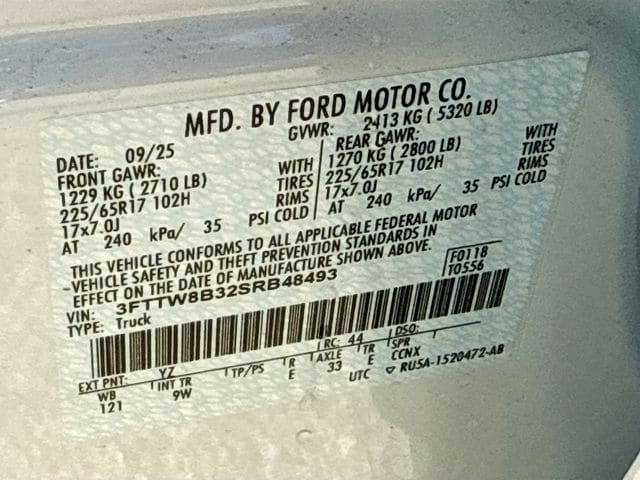 MFD. BY FORD MOTOR CO.
DATE: 09/25 GVWR: 2413 KG ( 5320 LB)
FRONT GAWR: WITH REAR GAWR: WITH
1229 KG ( 2710 LB) TIRES 1270 KG ( 2800 LB) TIRES
225/65R17 102H RIMS 225/65R17 102H RIMS
17x7.0J PSI COLD 17x7.0J PSI COLD
AT 240 kPa/ 35 AT 240 kPa/ 35
THIS VEHICLE CONFORMS TO ALL APPLICABLE FEDERAL MOTOR
VEHICLE SAFETY AND THEFT PREVENTION STANDARDS IN
EFFECT ON THE DATE OF MANUFACTURE SHOWN ABOVE.
VIN: 3FTTW8B32SRB48493 F0118
TYPE: Truck T0556
EXT PNT: YZ RC: 44 DSO:
WB INT TR TP/PS R AXLE TR SPR
121 9W E 33 E CCNX
UTC ▽ RU5A-1520472-AB